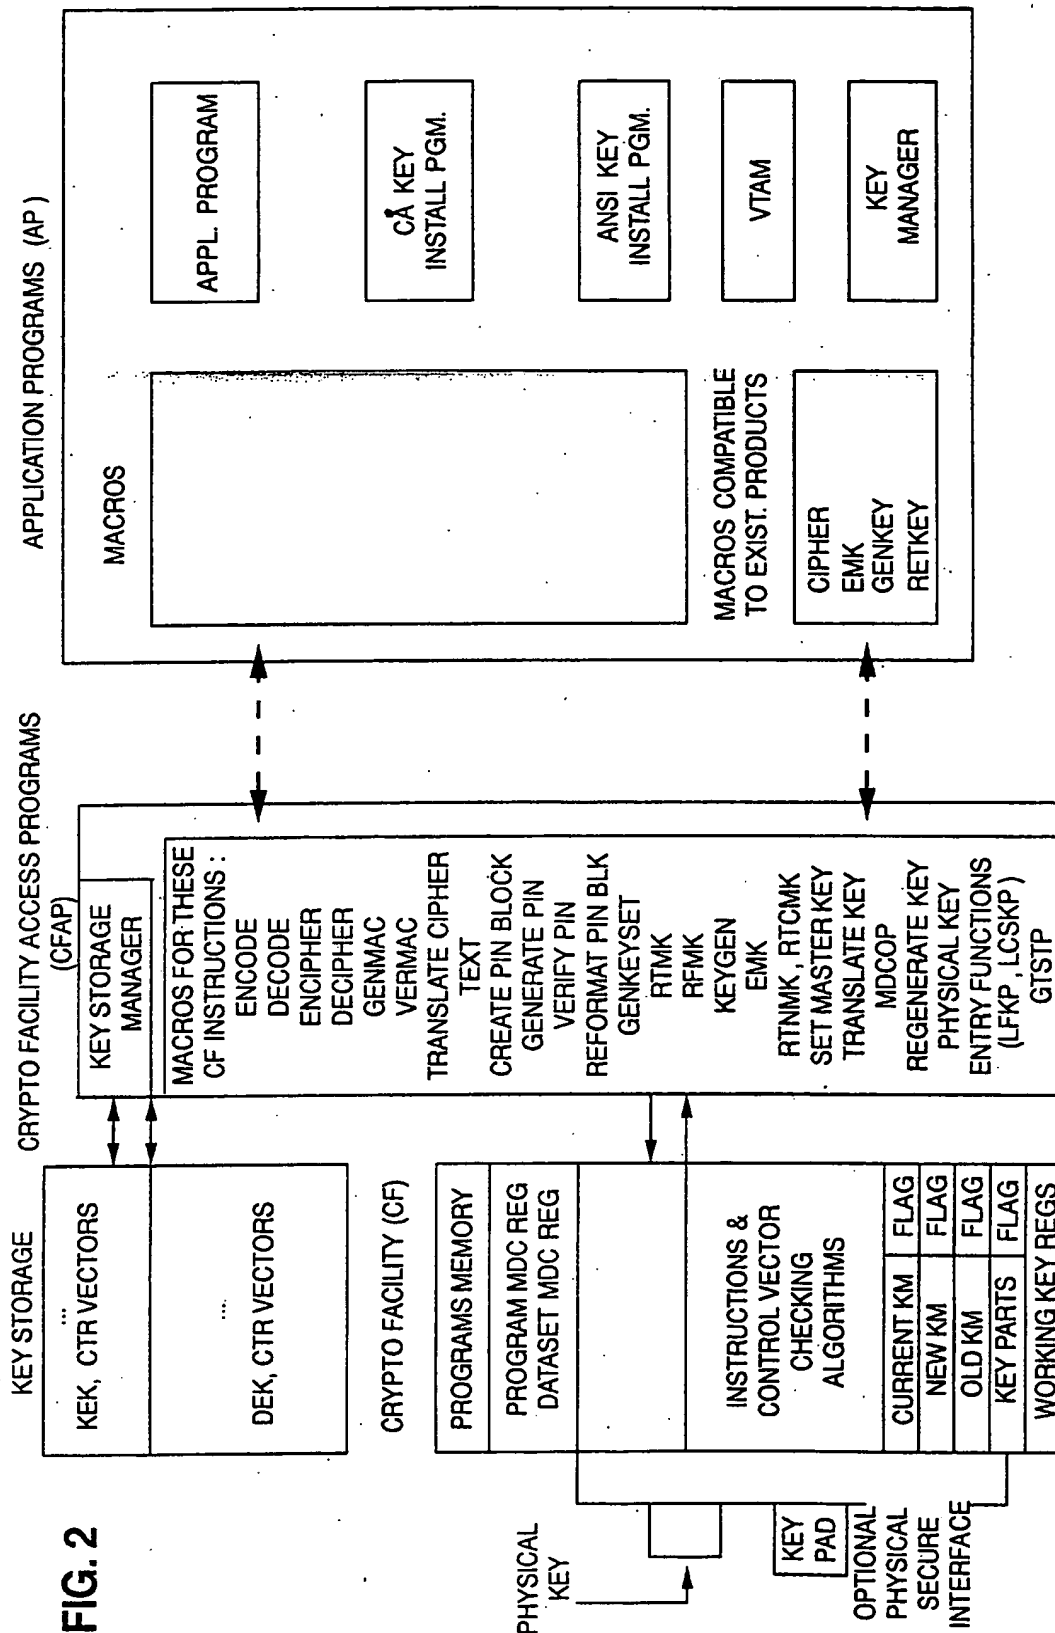 FIG. 2
KEY STORAGE
...
KEK, CTR VECTORS
...
DEK, CTR VECTORS
CRYPTO FACILITY (CF)
PROGRAMS MEMORY
PROGRAM MDC REG
DATASET MDC REG
INSTRUCTIONS &
CONTROL VECTOR
CHECKING
ALGORITHMS
CURRENT KM
FLAG
NEW KM
FLAG
OLD KM
FLAG
KEY PARTS
FLAG
WORKING KEY REGS
PHYSICAL
KEY
KEY
PAD
OPTIONAL
PHYSICAL
SECURE
INTERFACE
CRYPTO FACILITY ACCESS PROGRAMS
(CFAP)
KEY STORAGE
MANAGER
MACROS FOR THESE
CF INSTRUCTIONS :
ENCODE
DECODE
ENCIPHER
DECIPHER
GENMAC
VERMAC
TRANSLATE CIPHER
TEXT
CREATE PIN BLOCK
GENERATE PIN
VERIFY PIN
REFORMAT PIN BLK
GENKEYSET
RTMK
RFMK
KEYGEN
EMK
RTNMK, RTCMK
SET MASTER KEY
TRANSLATE KEY
MDCOP
REGENERATE KEY
PHYSICAL KEY
ENTRY FUNCTIONS
(LFKP, LCSKP)
GTSTP
APPLICATION PROGRAMS (AP)
MACROS
MACROS COMPATIBLE
TO EXIST. PRODUCTS
CIPHER
EMK
GENKEY
RETKEY
APPL. PROGRAM
CA KEY
INSTALL PGM.
ANSI KEY
INSTALL PGM.
VTAM
KEY
MANAGER